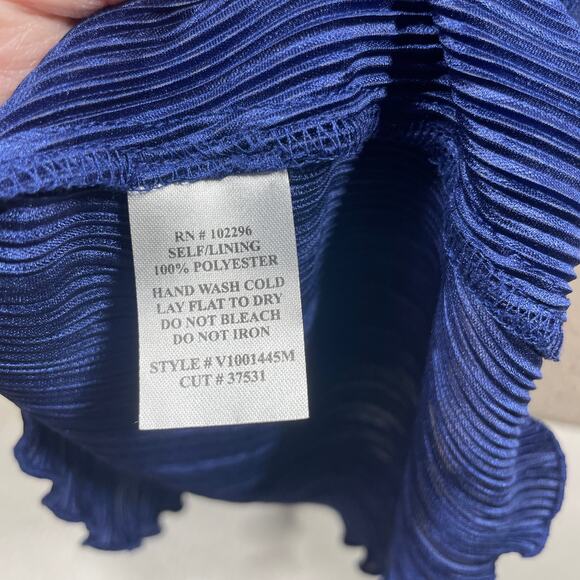 RN # 102296
SELF/LINING
100% POLYESTER
HAND WASH COLD
LAY FLAT TO DRY
DO NOT BLEACH
DO NOT IRON
STYLE # V1001445M
CUT # 37531